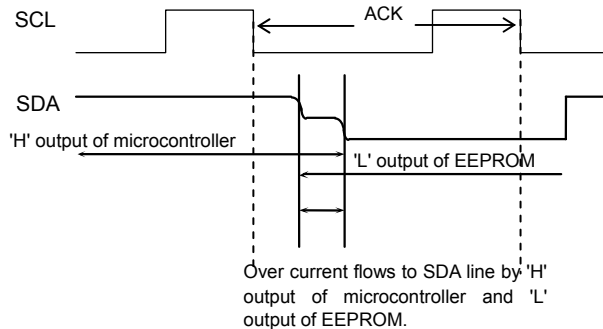 SCL
ACK
SDA
'H' output of microcontroller
'L' output of EEPROM
Over current flows to SDA line by 'H'
output of microcontroller and 'L'
output of EEPROM.